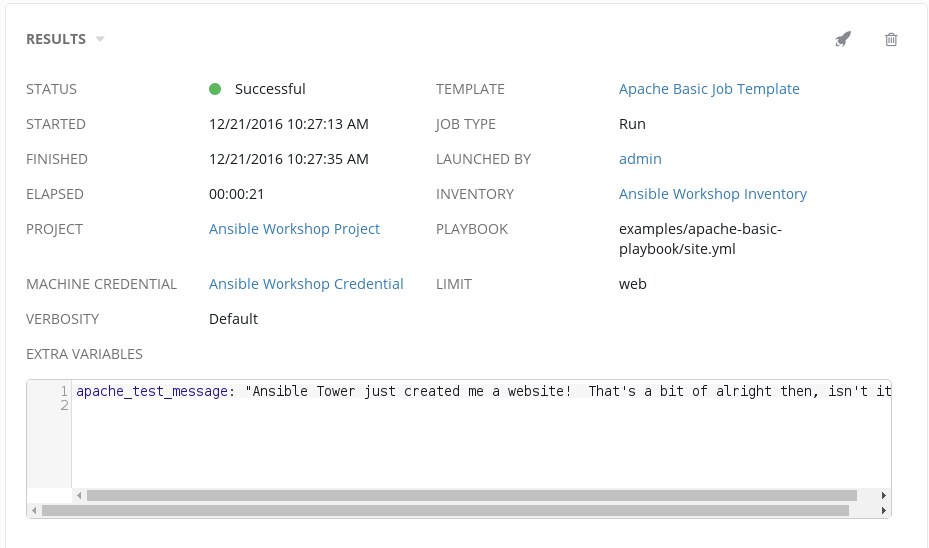 RESULTS
STATUS Successful TEMPLATE Apache Basic Job Template
STARTED 12/21/2016 10:27:13 AM JOB TYPE Run
FINISHED 12/21/2016 10:27:35 AM LAUNCHED BY admin
ELAPSED 00:00:21 INVENTORY Ansible Workshop Inventory
PROJECT Ansible Workshop Project PLAYBOOK examples/apache-basic-
playbook/site.yml
MACHINE CREDENTIAL Ansible Workshop Credential LIMIT web
VERBOSITY Default
EXTRA VARIABLES
1 apache_test_message: "Ansible Tower just created me a website!  That's a bit of alright then, isn't it
2